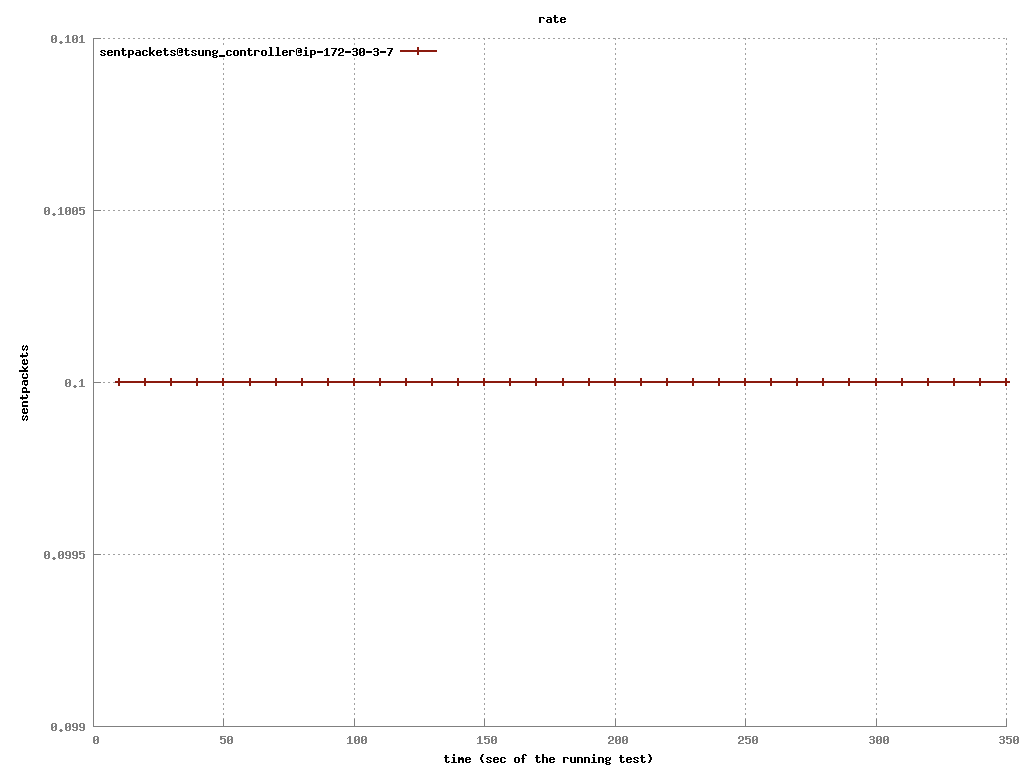 rate
0.101
sentpackets@tsung_controller@ip-172-30-3-7
0.1005
sentpackets
0.1
0.0995
0.099
0 50 100 150 200 250 300 350
time (sec of the running test)